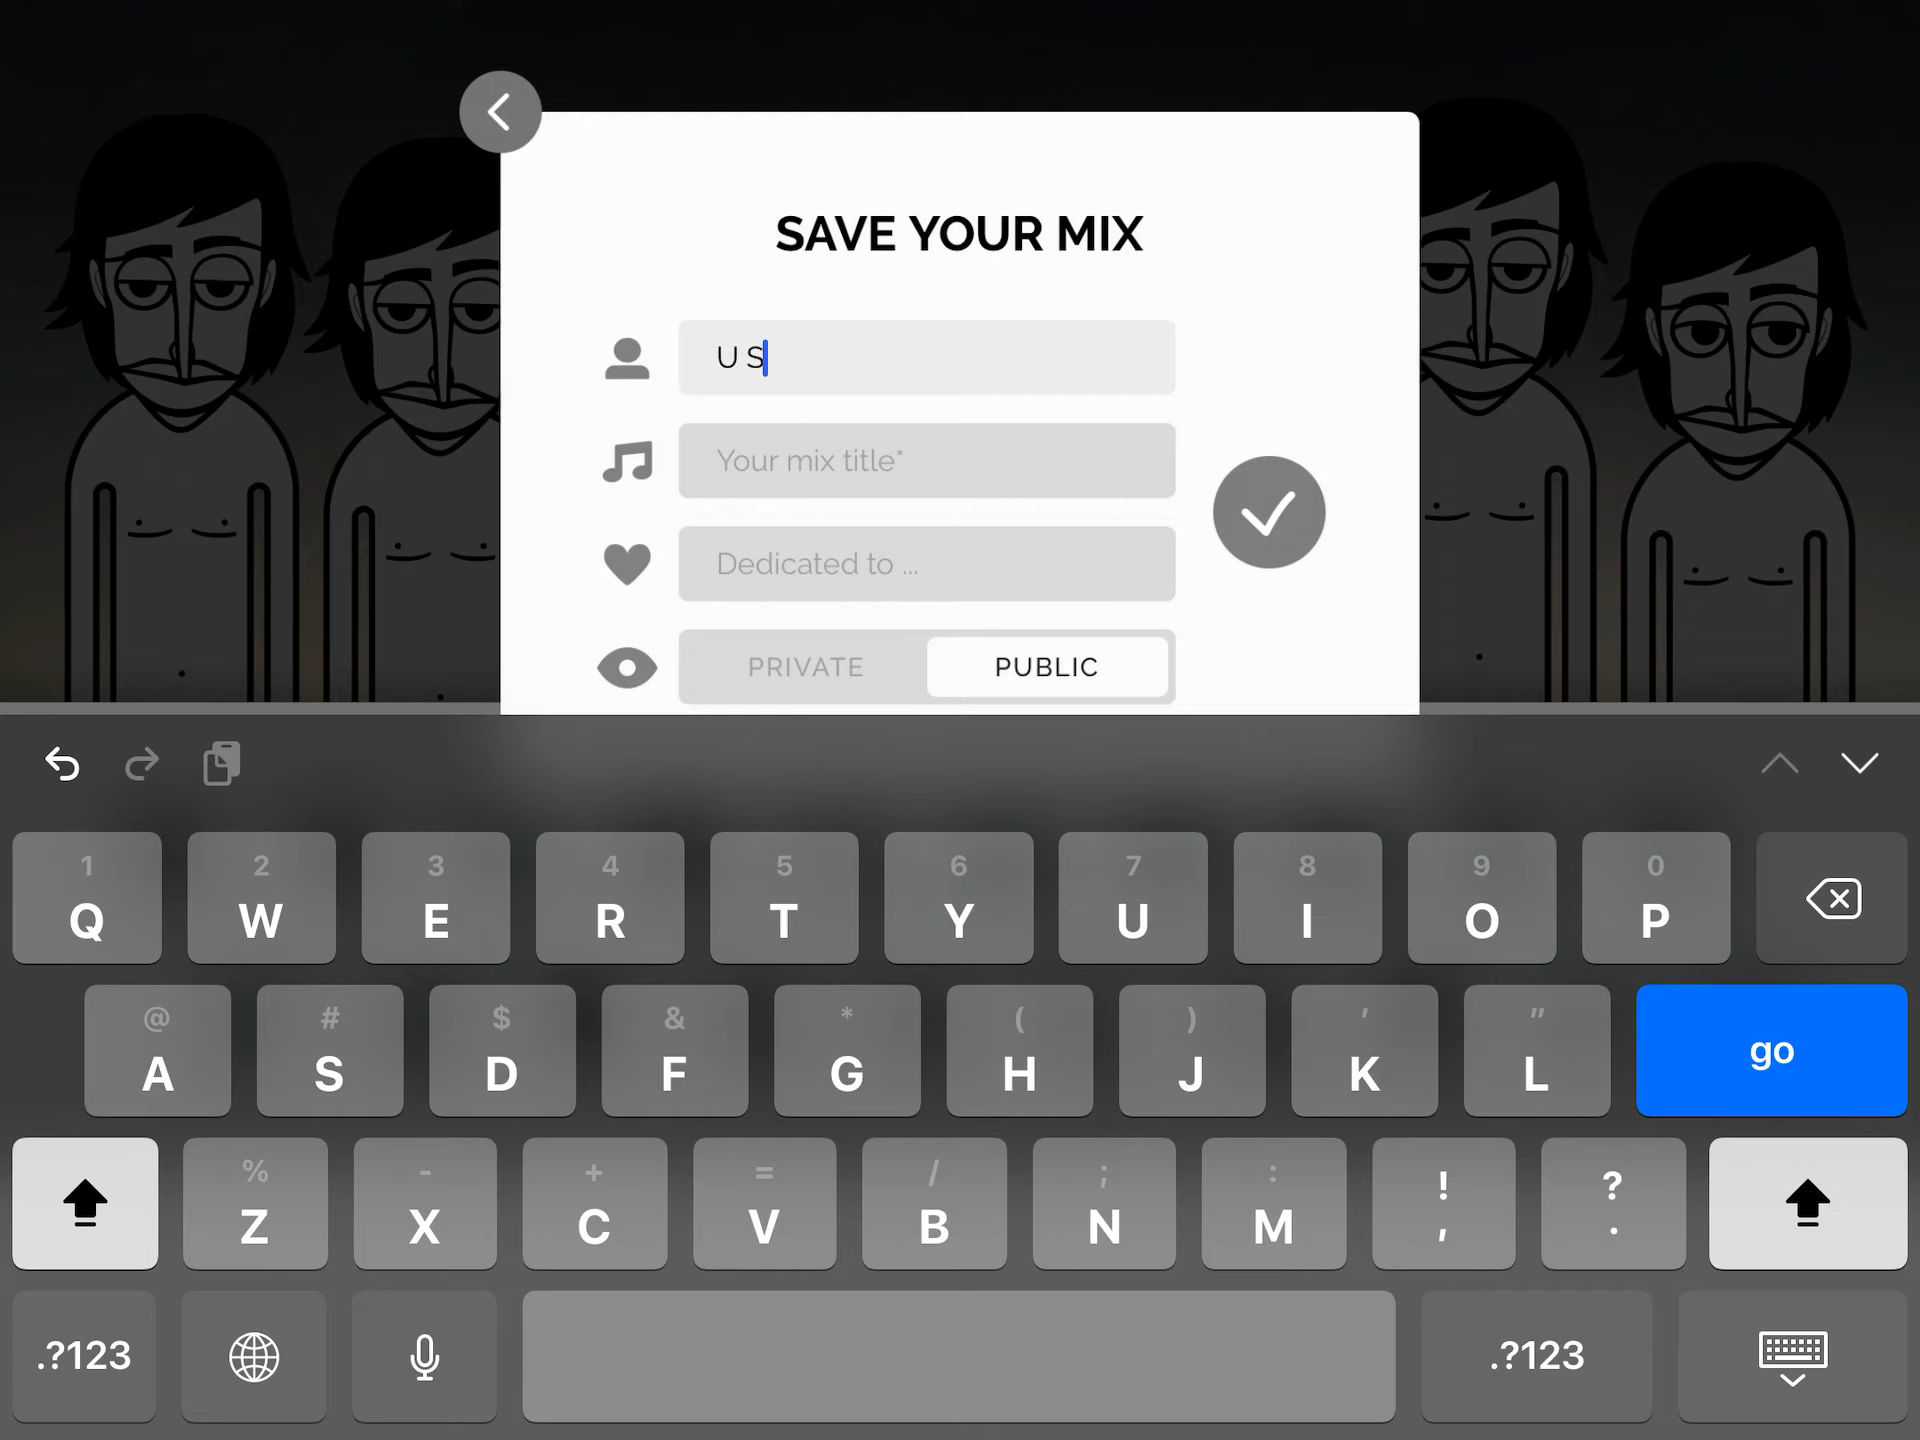 SAVE YOUR MIX
U S
Your mix title*
Dedicated to ...
PRIVATE PUBLIC
1 2 3 4 5 6 7 8 9 0
Q W E R T Y U I O P
@ # $ & * ( ) ' "
A S D F G H J K L go
% - + = / ; : ! ?
Z X C V B N M , .
.?123 .?123